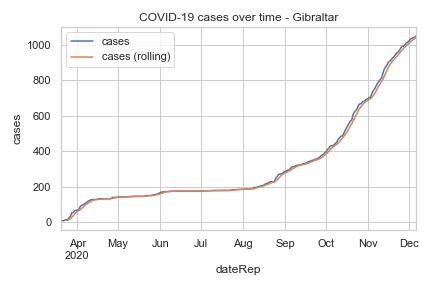 COVID-19 cases over time - Gibraltar
cases
cases (rolling)
1000
800
600
400
200
0
cases
Apr May Jun Jul Aug Sep Oct Nov Dec
2020
dateRep